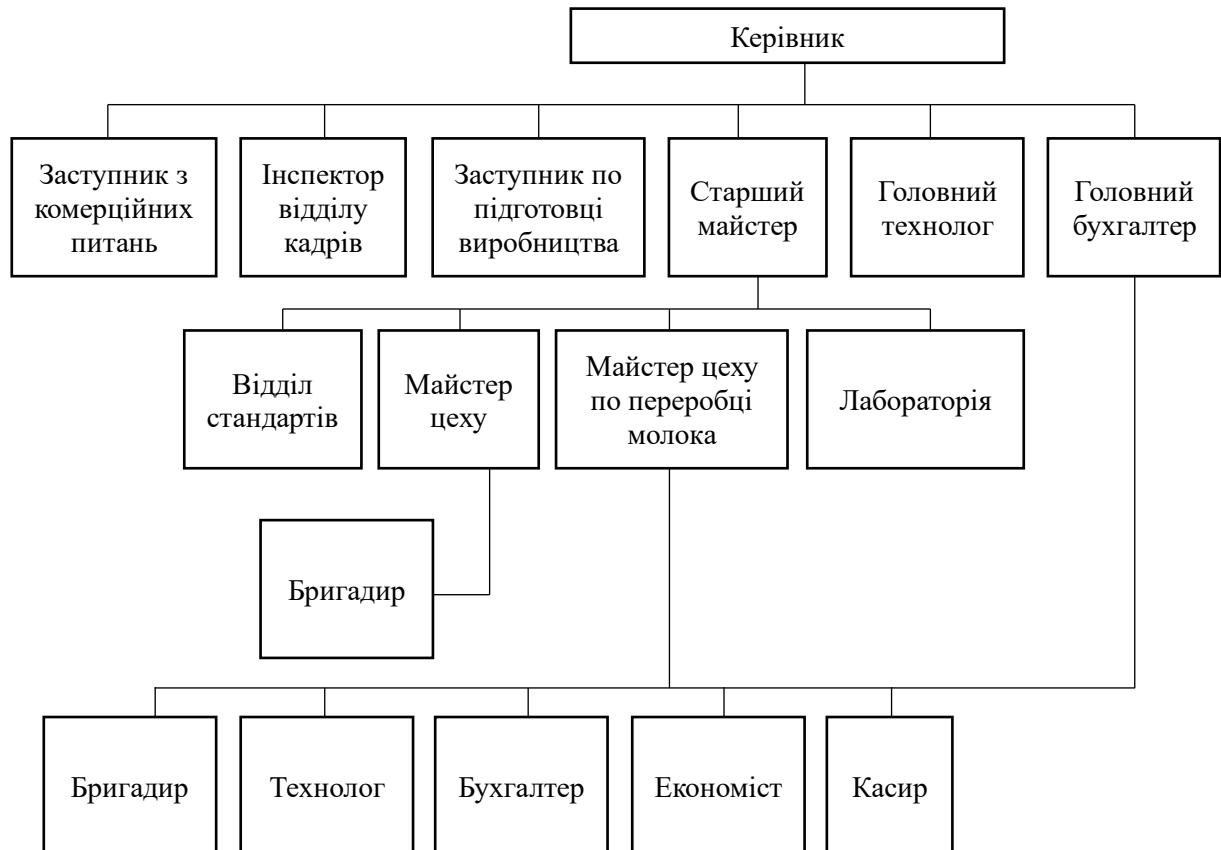 Керівник
Заступник з
комерційних
питань
Інспектор
відділу
кадрів
Заступник по
підготовці
виробництва
Старший
майстер
Головний
технолог
Головний
бухгалтер
Відділ
стандартів
Майстер
цеху
Майстер цеху
по переробці
молока
Лабораторія
Бригадир
Бригадир
Технолог
Бухгалтер
Економіст
Касир